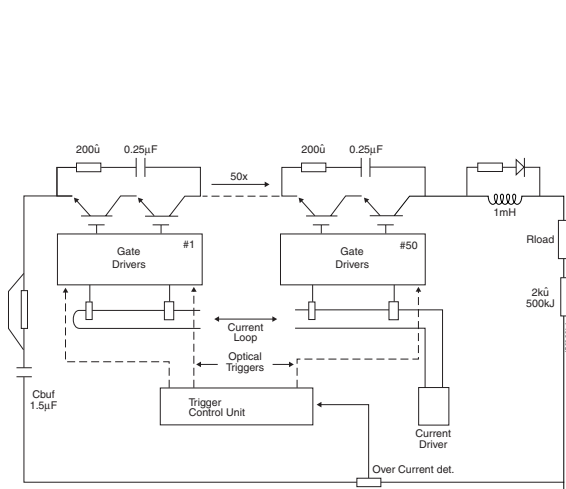 200û 0.25µF
200û 0.25µF
50x
1mH
Gate
Drivers
#1
Gate
Drivers
#50
Rload
2kû
500kJ
Current
Loop
Optical
Triggers
Cbuf
1.5µF
Trigger
Control Unit
Current
Driver
Over Current det.